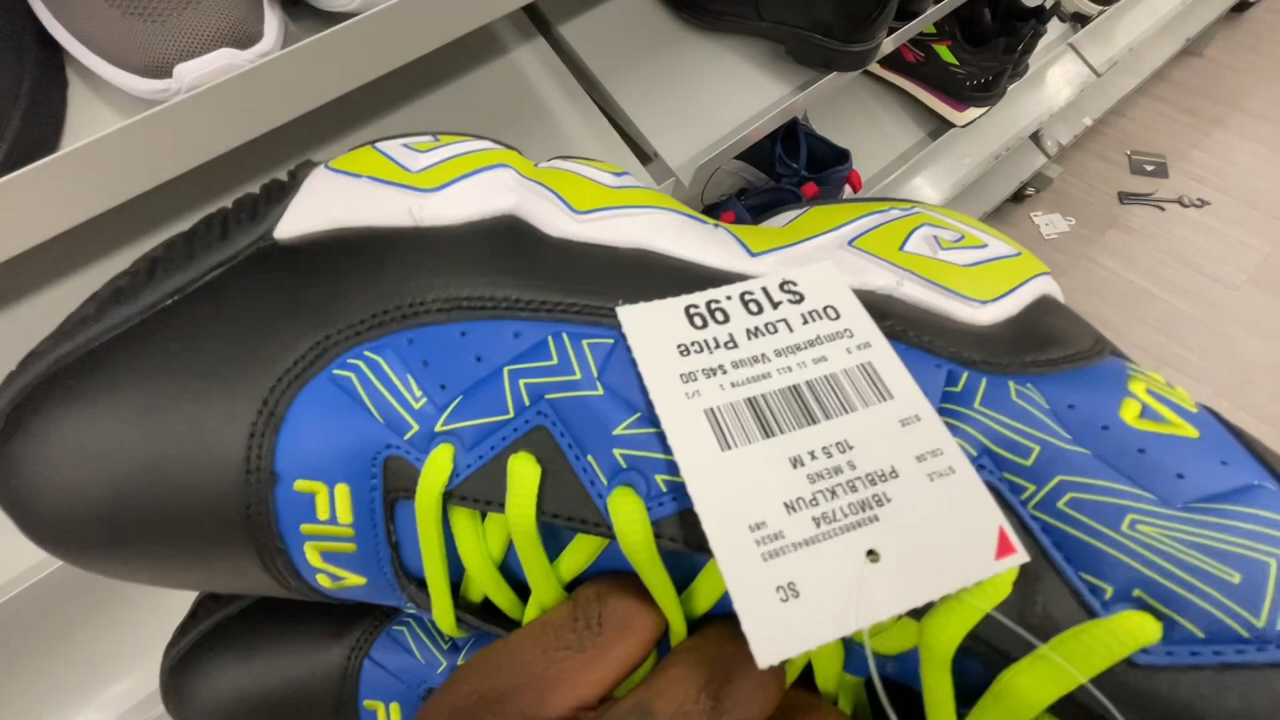 FILA
FILA
SC
1BM01794
STYLE
PRBLBLKLPUN
COLOR
S MENS
10.5 x M
SIZE
Comparable Value $45.00
Our Low Price
$19.99